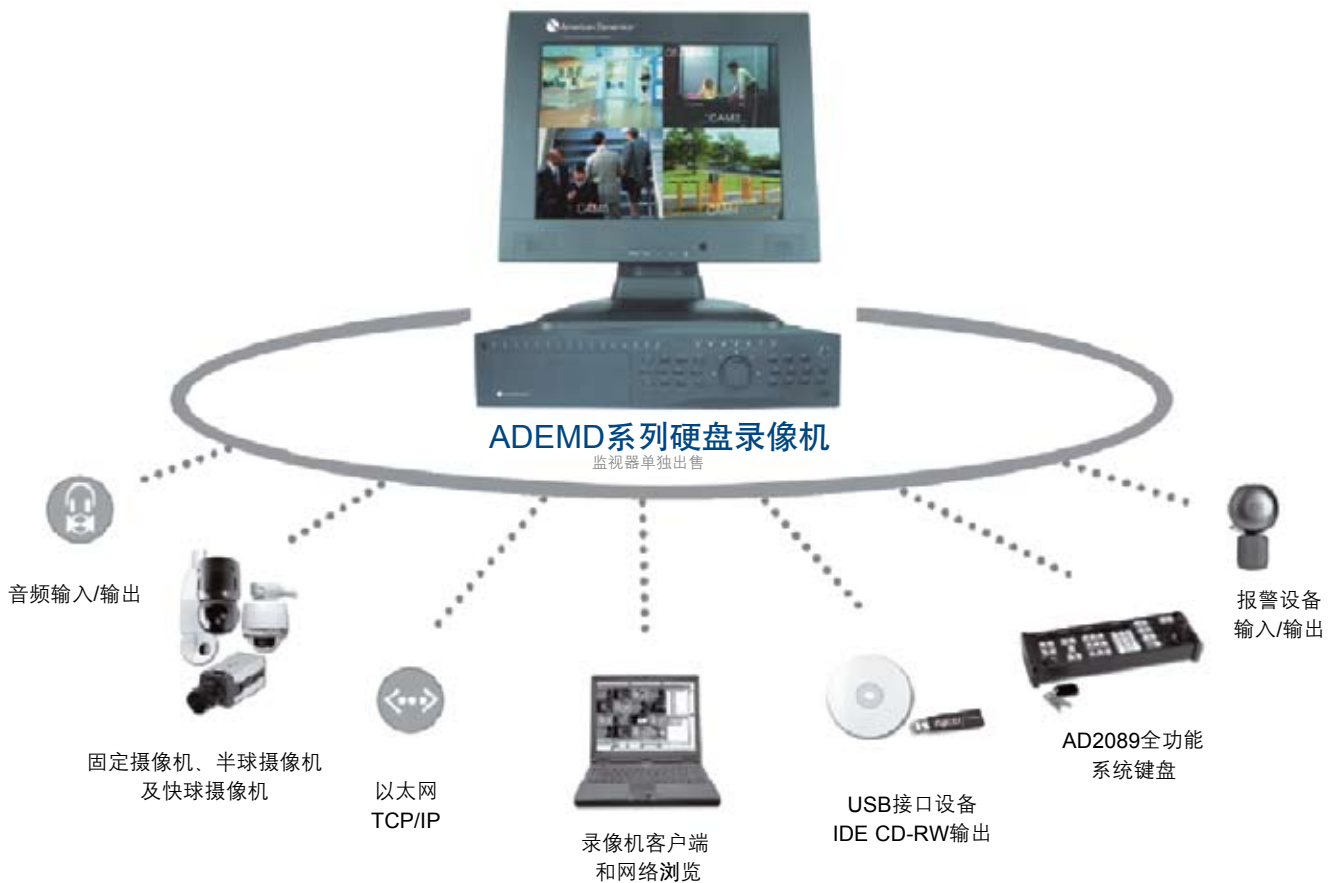 American Dynamics
CAM2
CAM3
ADEMD系列硬盘录像机
监视器单独出售
音频输入/输出
固定摄像机、半球摄像机
及快球摄像机
以太网
TCP/IP
录像机客户端
和网络浏览
USB接口设备
IDE CD-RW输出
AD2089全功能
系统键盘
报警设备
输入/输出